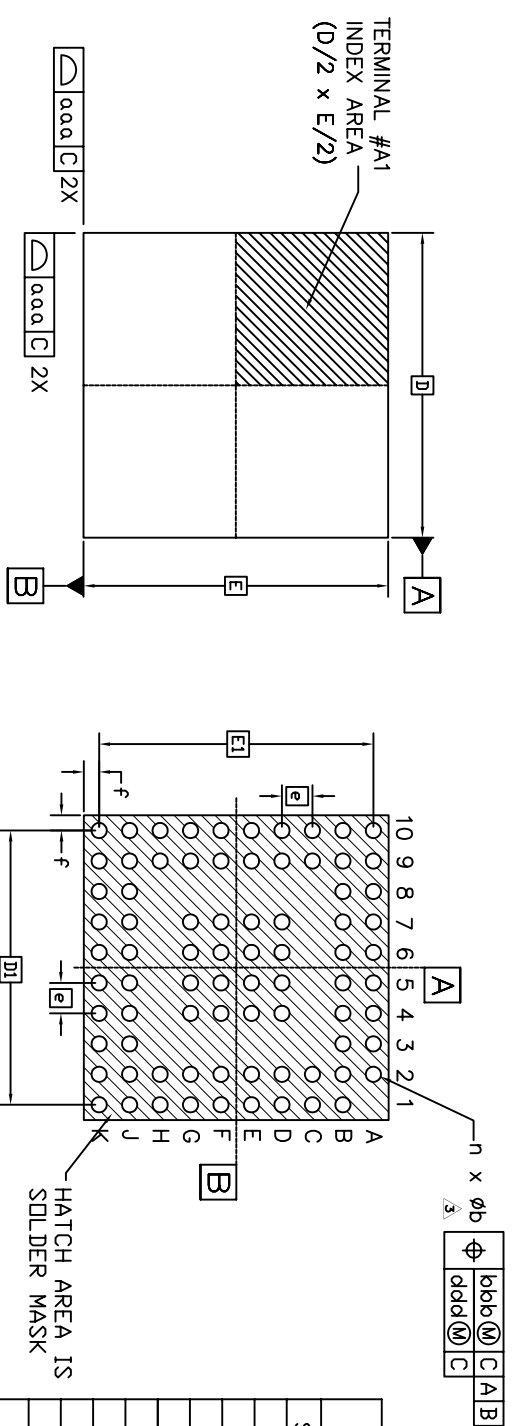 TERMINAL #A1
INDEX AREA
(D/2 x E/2)
D
A
E
B
aaa C 2X
aaa C 2X
n x øb
3
bbb Ⓜ C A B
ddd Ⓜ C
A
10 9 8 7 6 5 4 3 2 1
A
B
C
D
E
F
G
H
J
K
E1
e
f
f
D1
e
B
HATCH AREA IS
SOLDER MASK